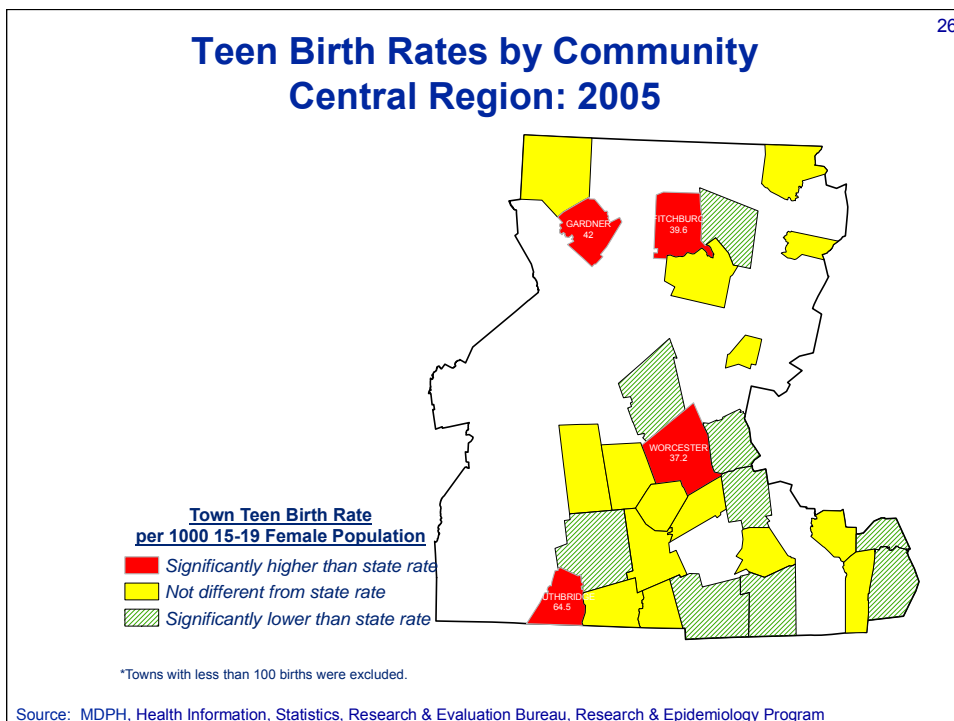 26
Teen Birth Rates by Community
Central Region: 2005
GARDNER
42
FITCHBURG
39.6
WORCESTER
37.2
UTHBRIDGE
64.5
Town Teen Birth Rate
per 1000 15-19 Female Population
Significantly higher than state rate
Not different from state rate
Significantly lower than state rate
*Towns with less than 100 births were excluded.
Source: MDPH, Health Information, Statistics, Research & Evaluation Bureau, Research & Epidemiology Program